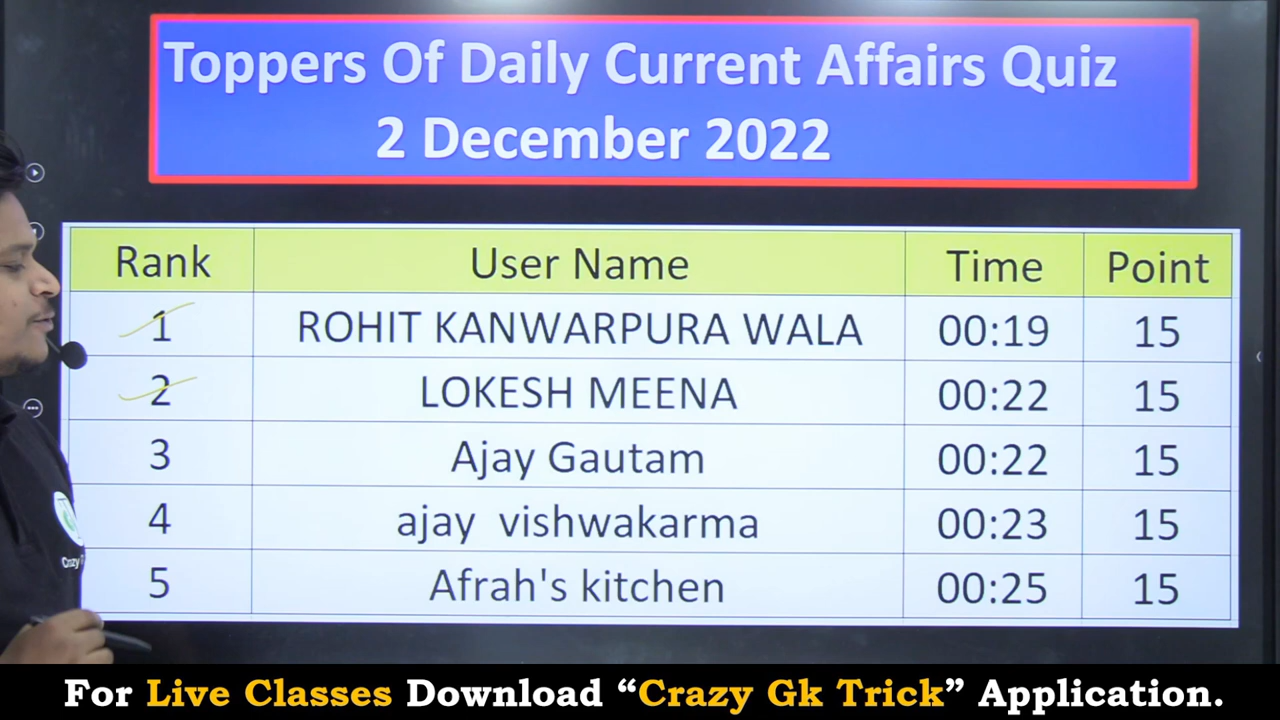 Toppers Of Daily Current Affairs Quiz
2 December 2022
Rank User Name Time Point
1 ROHIT KANWARPURA WALA 00:19 15
2 LOKESH MEENA 00:22 15
3 Ajay Gautam 00:22 15
4 ajay vishwakarma 00:23 15
5 Afrah's kitchen 00:25 15
Crazy
For Live Classes Download “Crazy Gk Trick” Application.